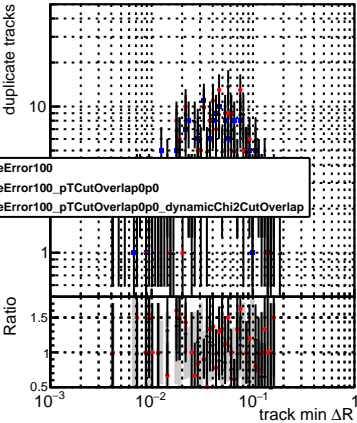 duplicate tracks
10
eError100
eError100_pTCutOverlap0p0
eError100_pTCutOverlap0p0_dynamicChi2CutOverlap
1
Ratio
1.5
1
0.5
10⁻³ 10⁻² 10⁻¹ 1
track min ΔR